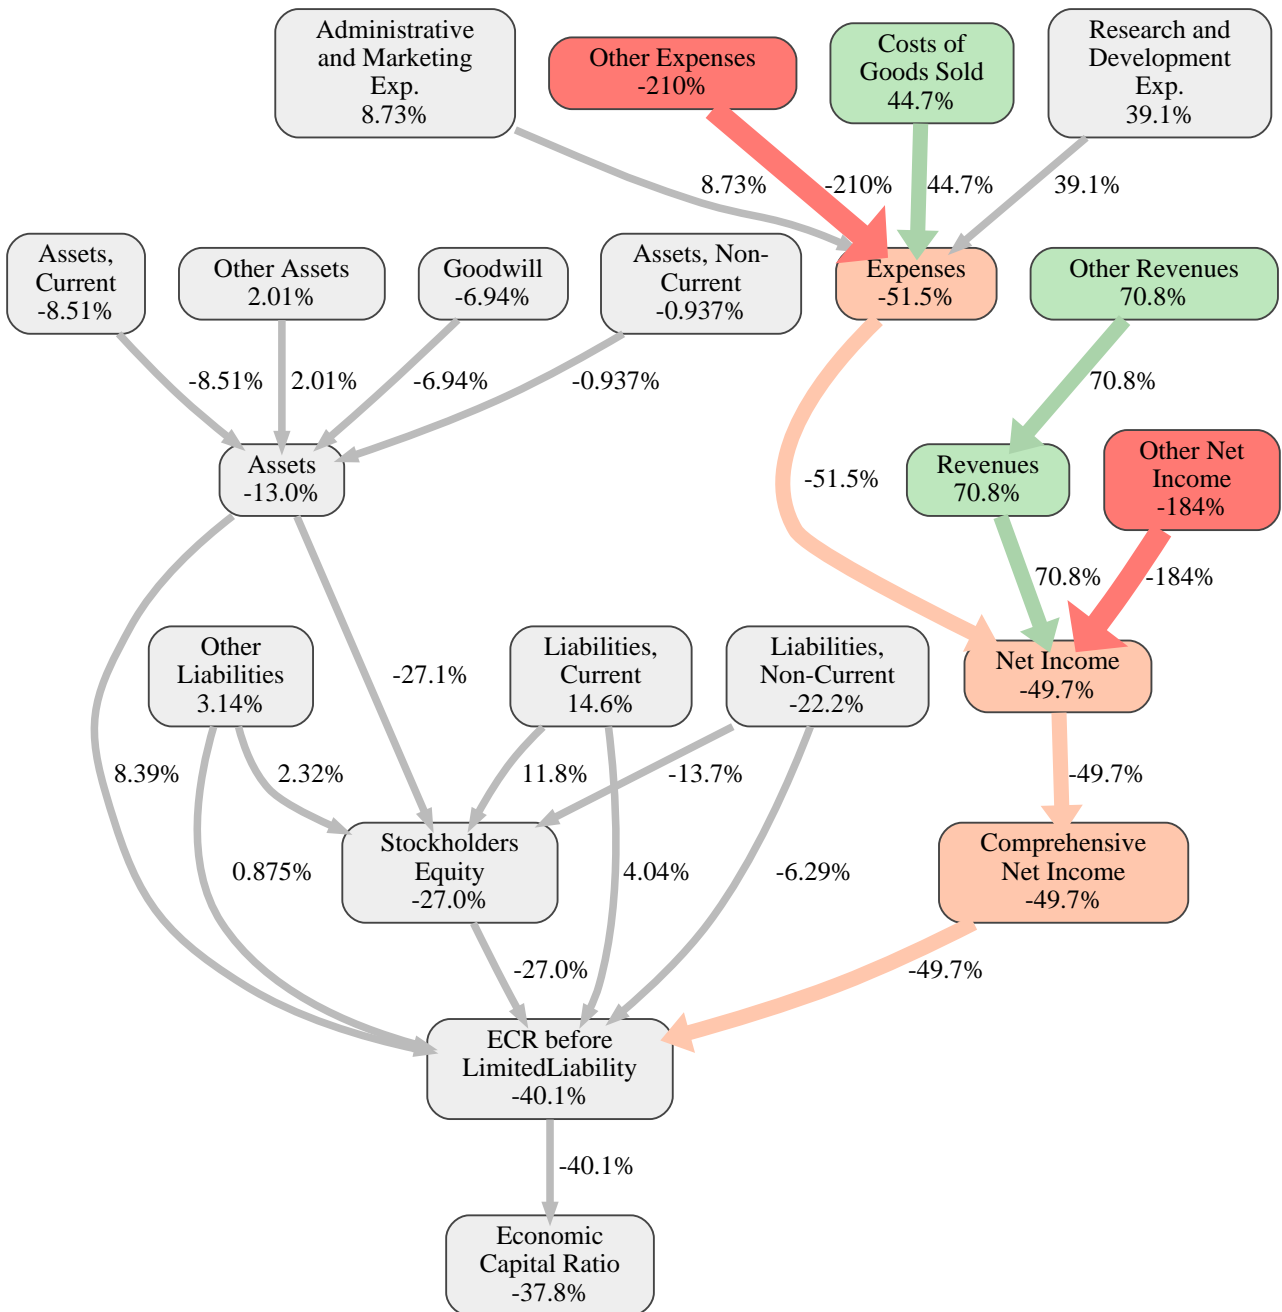 Administrative
and Marketing
Exp.
8.73%
Other Expenses
-210%
Costs of
Goods Sold
44.7%
Research and
Development
Exp.
39.1%
8.73%
-210%
44.7%
39.1%
Assets,
Current
-8.51%
Other Assets
2.01%
Goodwill
-6.94%
Assets, Non-
Current
-0.937%
Expenses
-51.5%
Other Revenues
70.8%
-8.51%
2.01%
-6.94%
-0.937%
70.8%
Assets
-13.0%
-51.5%
Revenues
70.8%
Other Net
Income
-184%
70.8%
-184%
Other
Liabilities
3.14%
-27.1%
Liabilities,
Current
14.6%
Liabilities,
Non-Current
-22.2%
Net Income
-49.7%
8.39%
2.32%
11.8%
-13.7%
-49.7%
Stockholders
Equity
-27.0%
Comprehensive
Net Income
-49.7%
0.875%
4.04%
-6.29%
-27.0%
-49.7%
ECR before
LimitedLiability
-40.1%
-40.1%
Economic
Capital Ratio
-37.8%